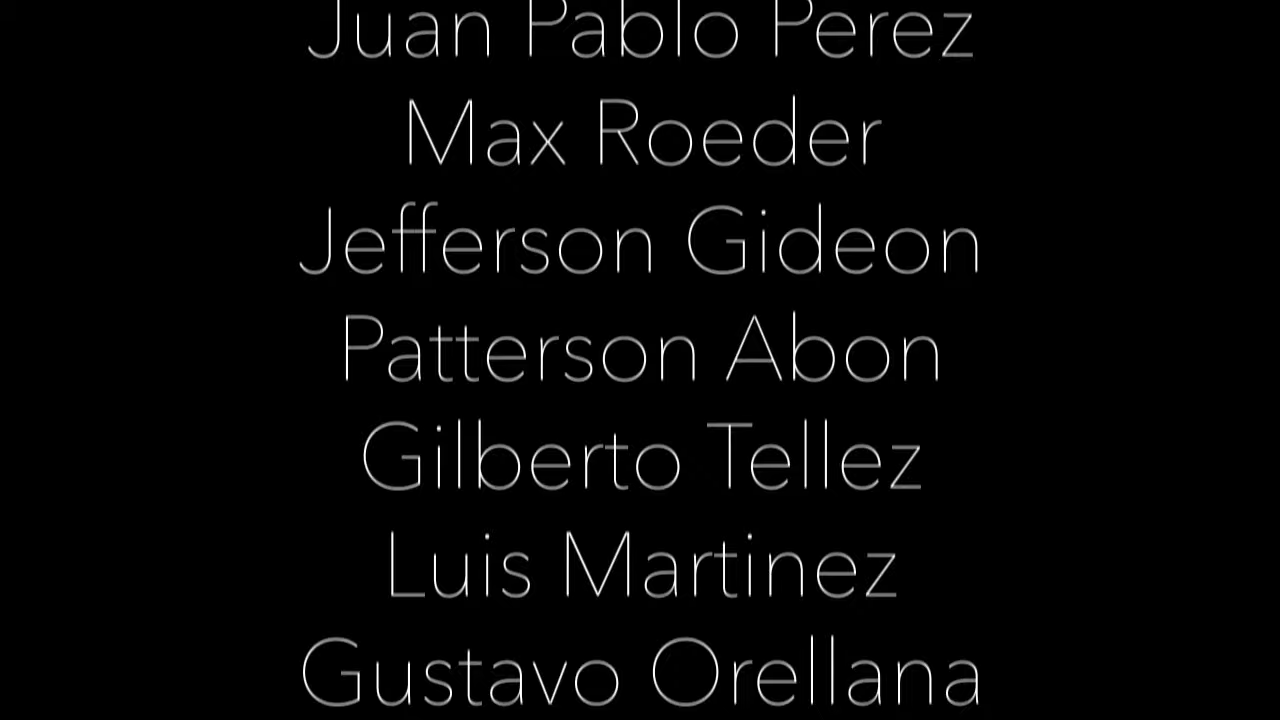 Juan Pablo Perez
Max Roeder
Jefferson Gideon
Patterson Abon
Gilberto Tellez
Luis Martinez
Gustavo Orellana